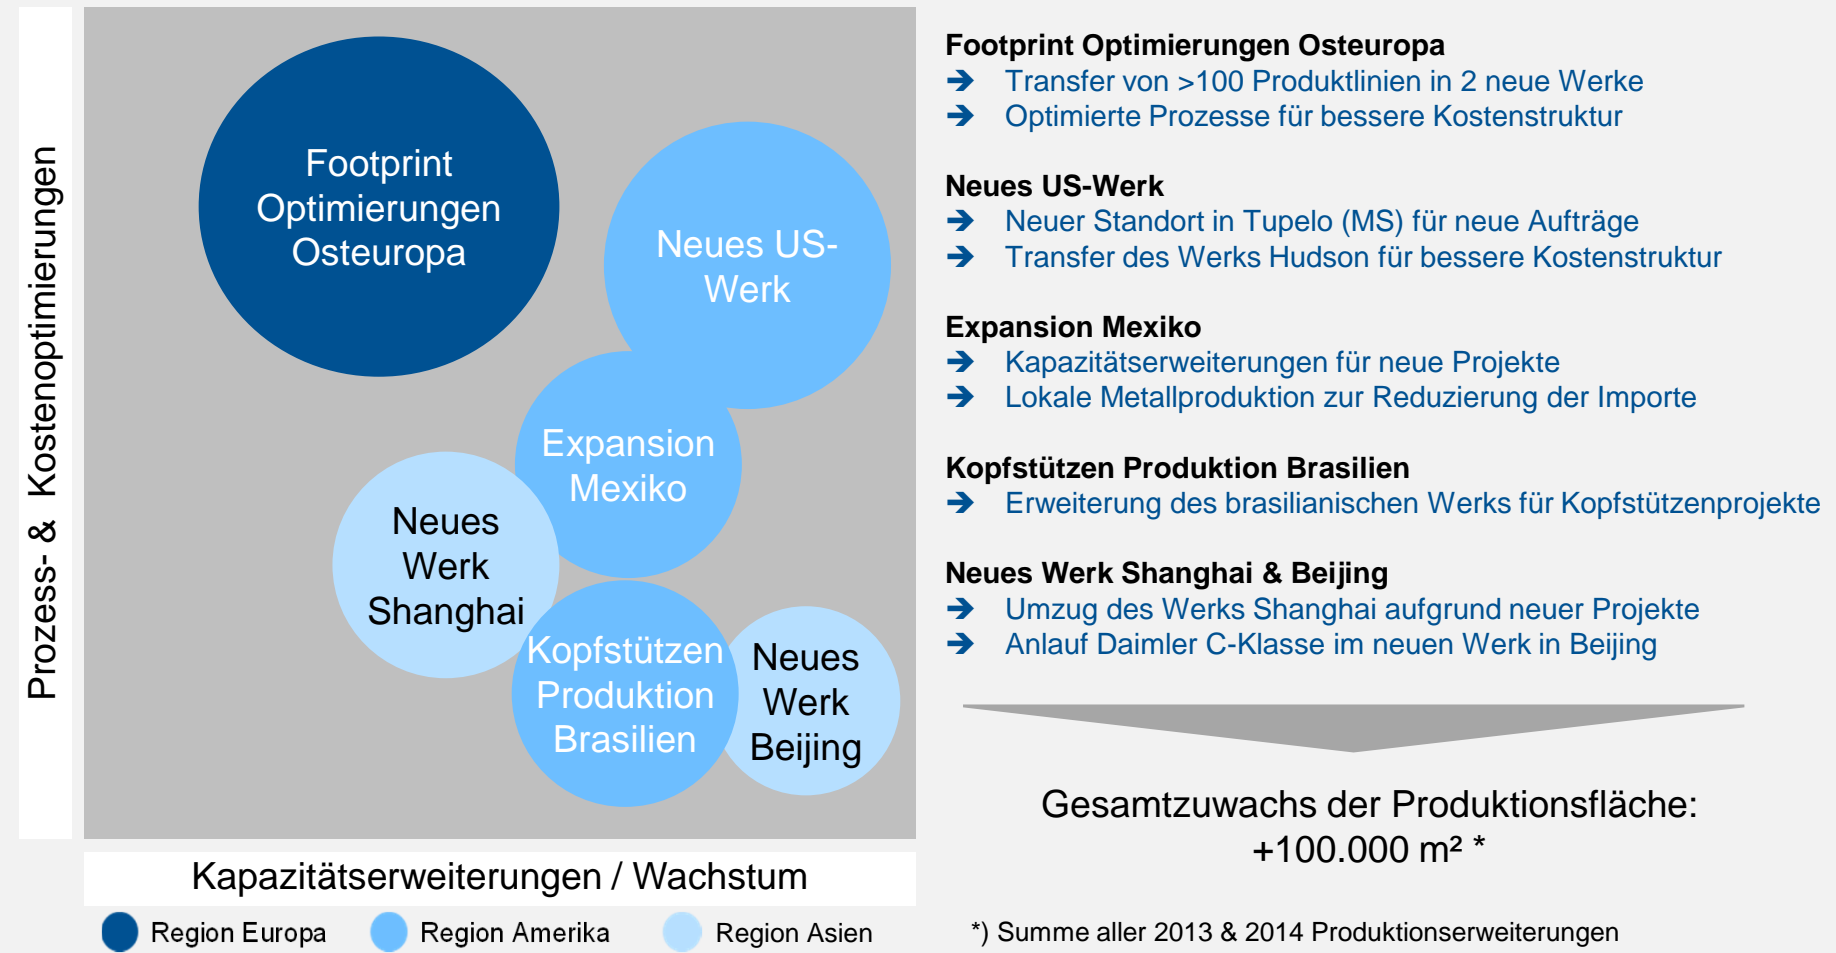 Prozess- & Kostenoptimierungen
Footprint
Optimierungen
Osteuropa
Neues US-
Werk
Expansion
Mexiko
Neues
Werk
Shanghai
Kopfstützen
Produktion
Brasilien
Neues
Werk
Beijing
Kapazitätserweiterungen / Wachstum
Region Europa
Region Amerika
Region Asien
Footprint Optimierungen Osteuropa
➔ Transfer von >100 Produktlinien in 2 neue Werke
➔ Optimierte Prozesse für bessere Kostenstruktur
Neues US-Werk
➔ Neuer Standort in Tupelo (MS) für neue Aufträge
➔ Transfer des Werks Hudson für bessere Kostenstruktur
Expansion Mexiko
➔ Kapazitätserweiterungen für neue Projekte
➔ Lokale Metallproduktion zur Reduzierung der Importe
Kopfstützen Produktion Brasilien
➔ Erweiterung des brasilianischen Werks für Kopfstützenprojekte
Neues Werk Shanghai & Beijing
➔ Umzug des Werks Shanghai aufgrund neuer Projekte
➔ Anlauf Daimler C-Klasse im neuen Werk in Beijing
Gesamtzuwachs der Produktionsfläche:
+100.000 m² *
*) Summe aller 2013 & 2014 Produktionserweiterungen